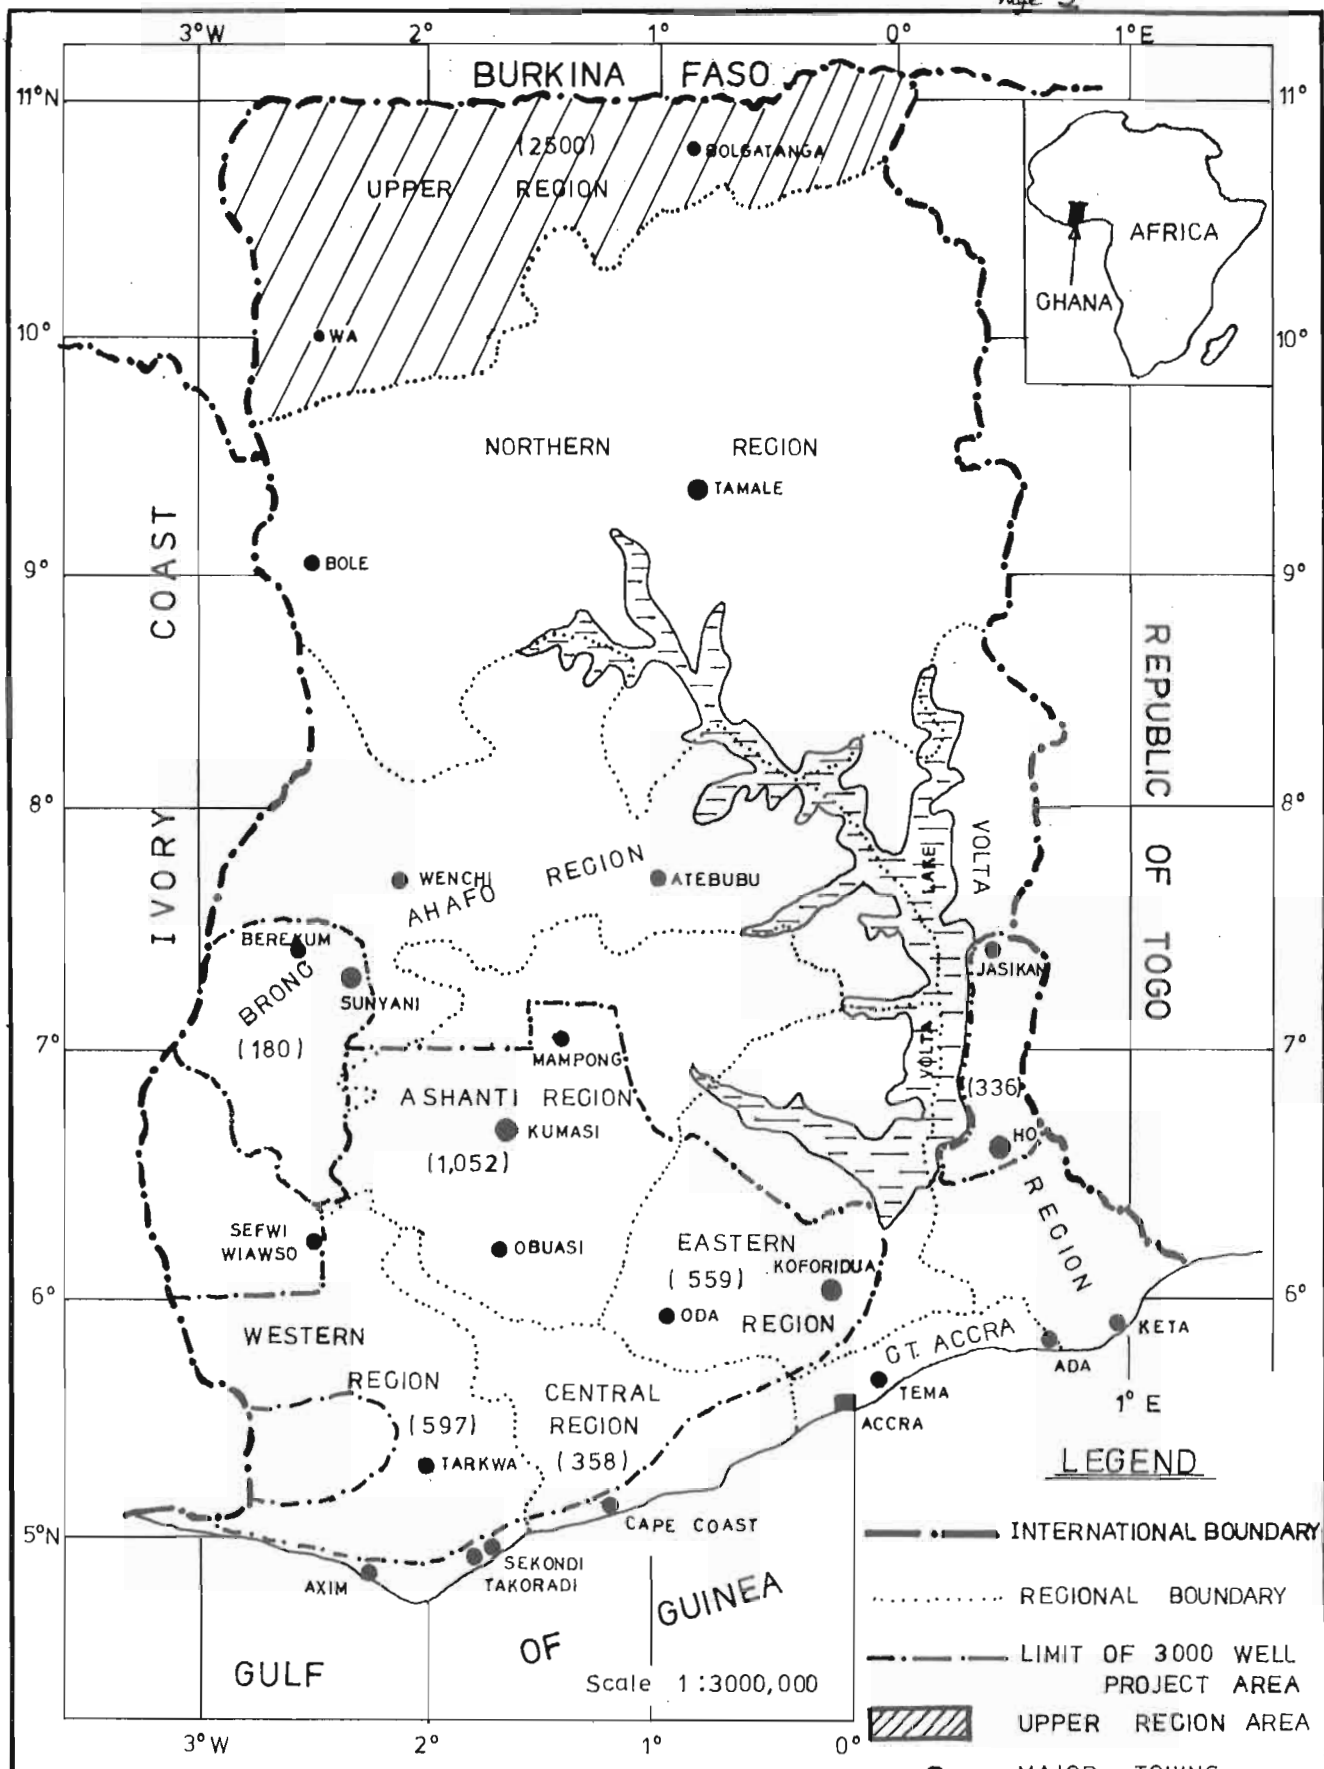 Page 2
3°W 2° 1° 0° 1°E
BURKINA FASO
11°N 11°
(2500) BOLGATANGA
UPPER REGION
AFRICA
GHANA
10° WA 10°
NORTHERN REGION
TAMALE
BOLE
9° 9°
IVORY COAST
REPUBLIC OF TOGO
8° 8°
VOLTA
REGION
WENCHI ATEBUBU
VOLTA LAKE
BRONG AHAFO REGION
BEREKUM
JASIKAN
SUNYANI
(180)
7° 7°
MAMPONG
(336)
ASHANTI REGION
KUMASI
HO
(1,052)
SEFWI
WIAWSO
OBUASI
EASTERN
KOFORIDUA
(559)
6° 6°
ODA
REGION
KETA
WESTERN
GT. ACCRA
ADA
REGION
CENTRAL
TEMA
1° E
(597)
REGION
ACCRA
TARKWA
(358)
LEGEND
5°N
CAPE COAST
INTERNATIONAL BOUNDARY
SEKONDI
TAKORADI
AXIM
REGIONAL BOUNDARY
GULF OF GUINEA
LIMIT OF 3000 WELL
PROJECT AREA
Scale 1:3000,000
UPPER REGION AREA
3°W 2° 1° 0°
MAJOR TOWNS